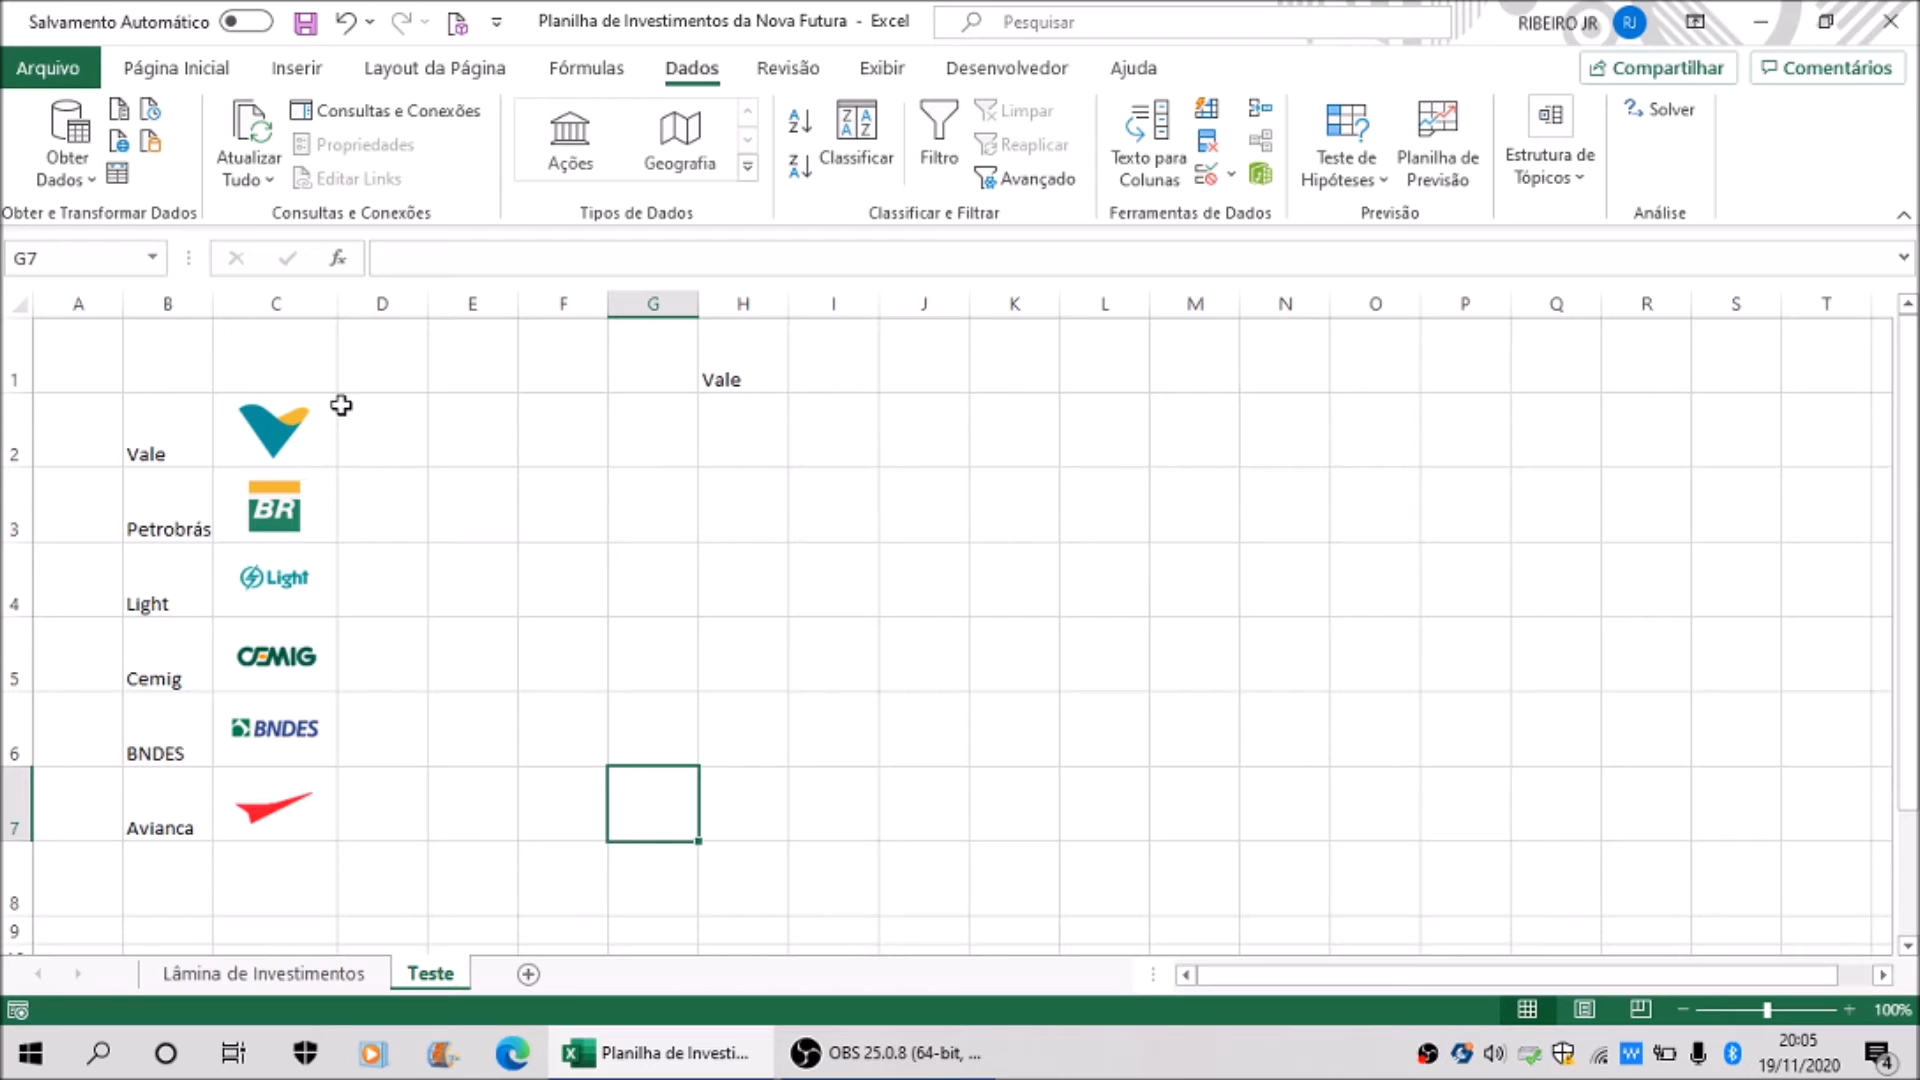 Salvamento Automático
Planilha de Investimentos da Nova Futura - Excel
Pesquisar
RIBEIRO JR
RJ
Arquivo
Página Inicial
Inserir
Layout da Página
Fórmulas
Dados
Revisão
Exibir
Desenvolvedor
Ajuda
Compartilhar
Comentários
Obter
Dados
Obter e Transformar Dados
Atualizar
Tudo
Consultas e Conexões
Propriedades
Editar Links
Consultas e Conexões
Ações
Geografia
Tipos de Dados
Classificar
Filtro
Limpar
Reaplicar
Avançado
Classificar e Filtrar
Texto para
Colunas
Ferramentas de Dados
Teste de
Hipóteses
Planilha de
Previsão
Previsão
Estrutura de
Tópicos
Solver
Análise
G7
fx
A B C D E F G H I J K L M N O P Q R S T
1 Vale
2 Vale
BR
3 Petrobrás
Light
4 Light
CEMIG
5 Cemig
BNDES
6 BNDES
7 Avianca
8
9
Lâmina de Investimentos
Teste
100%
Planilha de Investi...
OBS 25.0.8 (64-bit, ...
20:05
19/11/2020
4